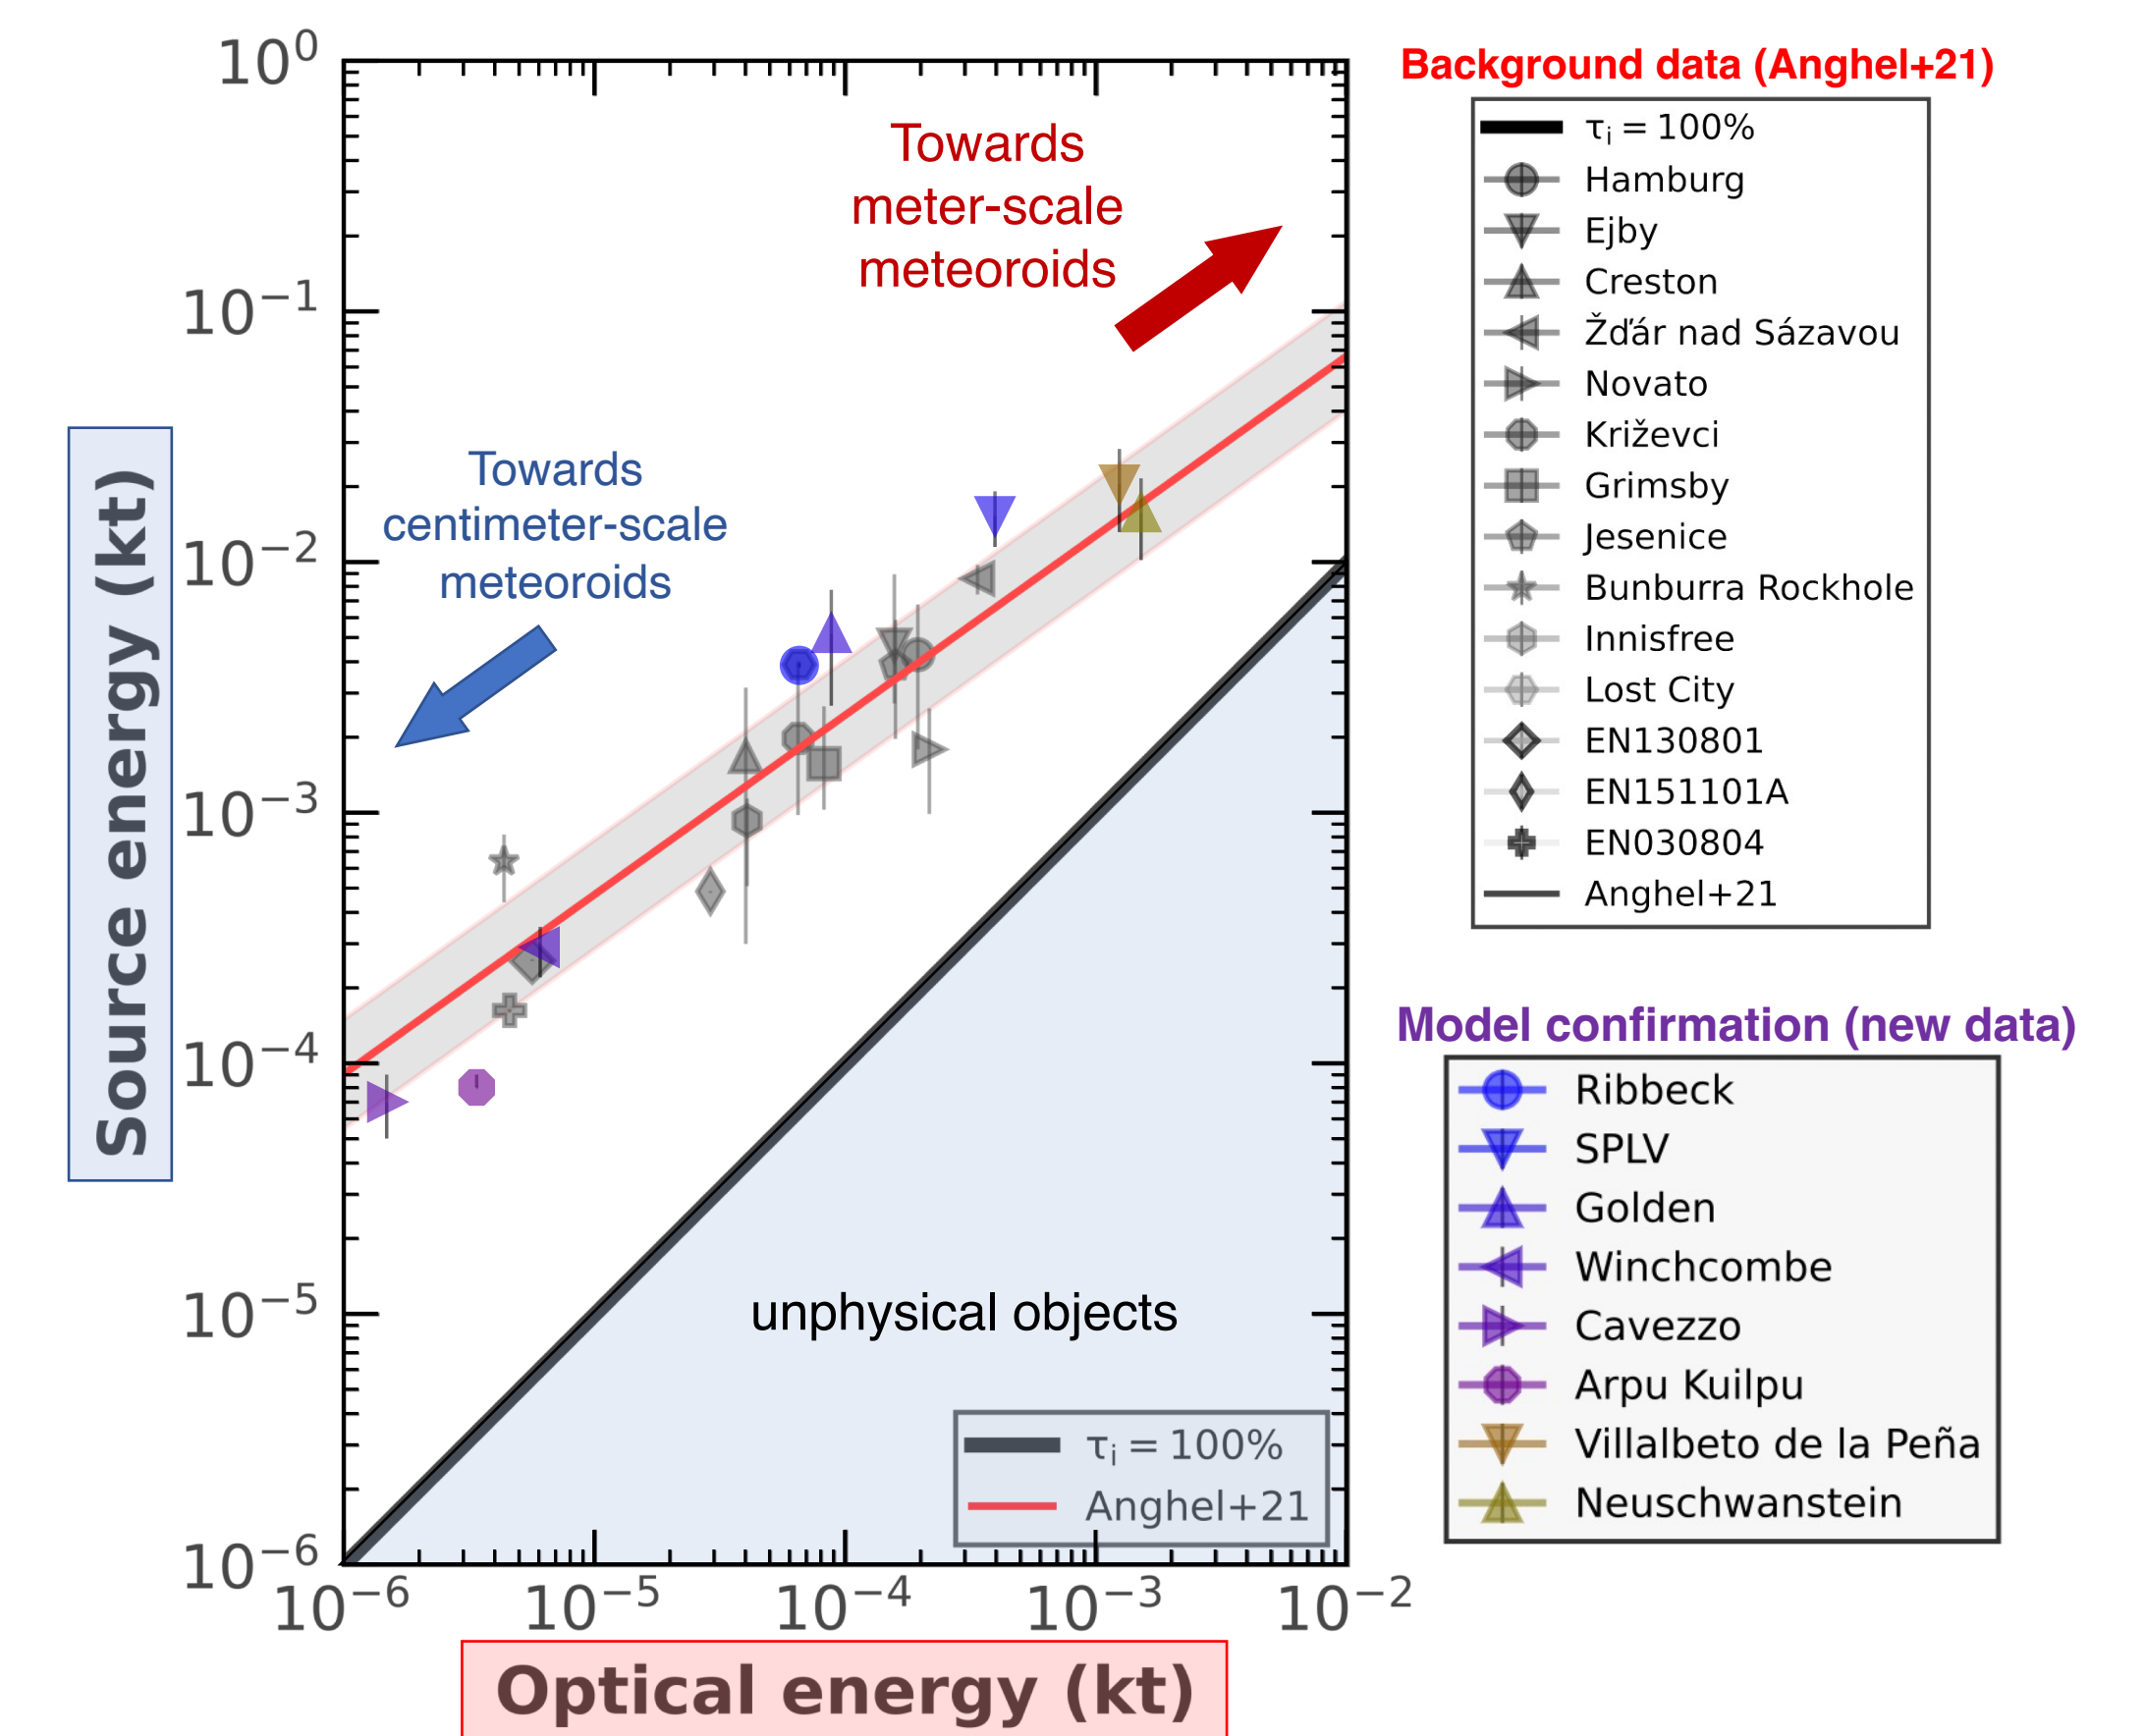 10⁰
10⁻¹
10⁻²
10⁻³
10⁻⁴
10⁻⁵
10⁻⁶
Source energy (kt)
10⁻⁶
10⁻⁵
10⁻⁴
10⁻³
10⁻²
Optical energy (kt)
Towards
meter-scale
meteoroids
Towards
centimeter-scale
meteoroids
unphysical objects
τᵢ = 100%
Anghel+21
Background data (Anghel+21)
τᵢ = 100%
Hamburg
Ejby
Creston
Žďár nad Sázavou
Novato
Križevci
Grimsby
Jesenice
Bunburra Rockhole
Innisfree
Lost City
EN130801
EN151101A
EN030804
Anghel+21
Model confirmation (new data)
Ribbeck
SPLV
Golden
Winchcombe
Cavezzo
Arpu Kuilpu
Villalbeto de la Peña
Neuschwanstein